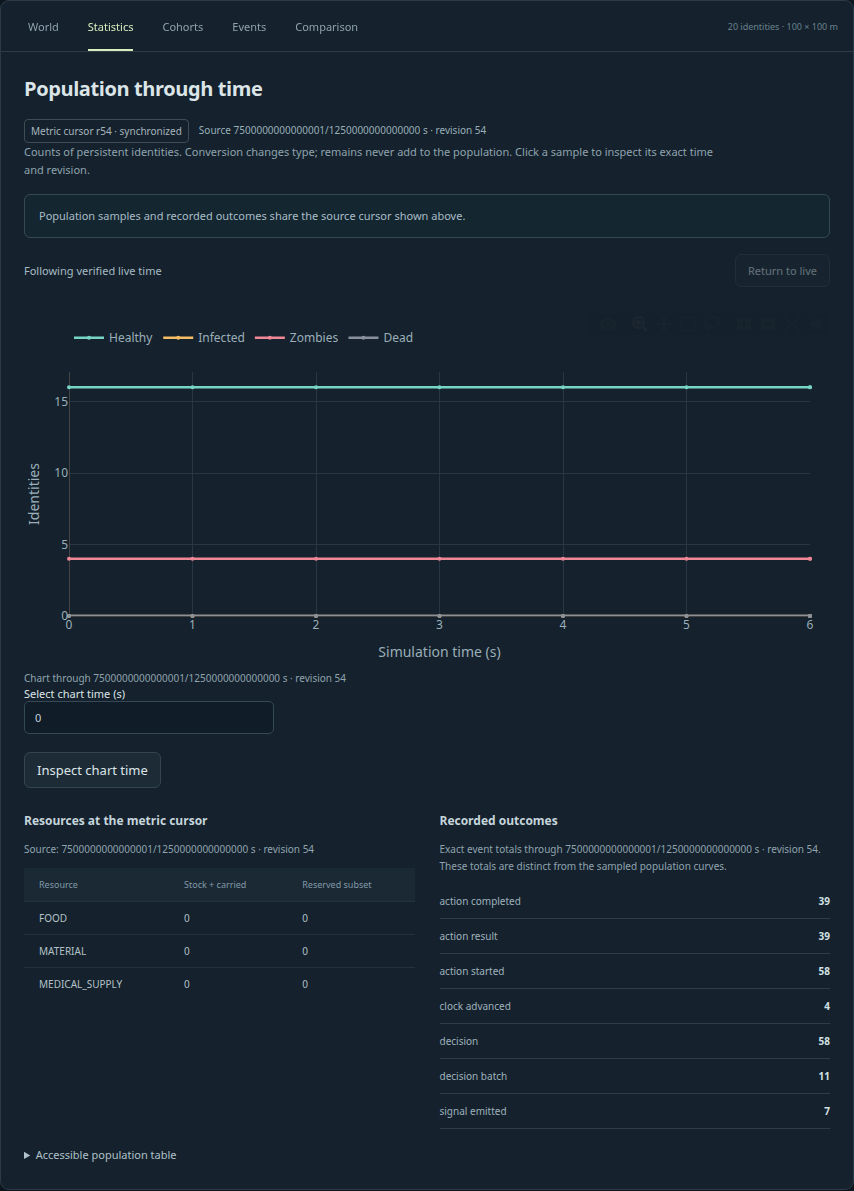 World Statistics Cohorts Events Comparison 20 identities · 100 × 100 m
Population through time
Metric cursor r54 · synchronized Source 7500000000000001/1250000000000000 s · revision 54
Counts of persistent identities. Conversion changes type; remains never add to the population. Click a sample to inspect its exact time
and revision.
Population samples and recorded outcomes share the source cursor shown above.
Following verified live time Return to live
Healthy Infected Zombies Dead
15
10
5
0
Identities
0 1 2 3 4 5 6
Simulation time (s)
Chart through 7500000000000001/1250000000000000 s · revision 54
Select chart time (s)
0
Inspect chart time
Resources at the metric cursor
Source: 7500000000000001/1250000000000000 s · revision 54
Resource Stock + carried Reserved subset
FOOD 0 0
MATERIAL 0 0
MEDICAL_SUPPLY 0 0
Recorded outcomes
Exact event totals through 7500000000000001/1250000000000000 s · revision 54.
These totals are distinct from the sampled population curves.
action completed 39
action result 39
action started 58
clock advanced 4
decision 58
decision batch 11
signal emitted 7
Accessible population table